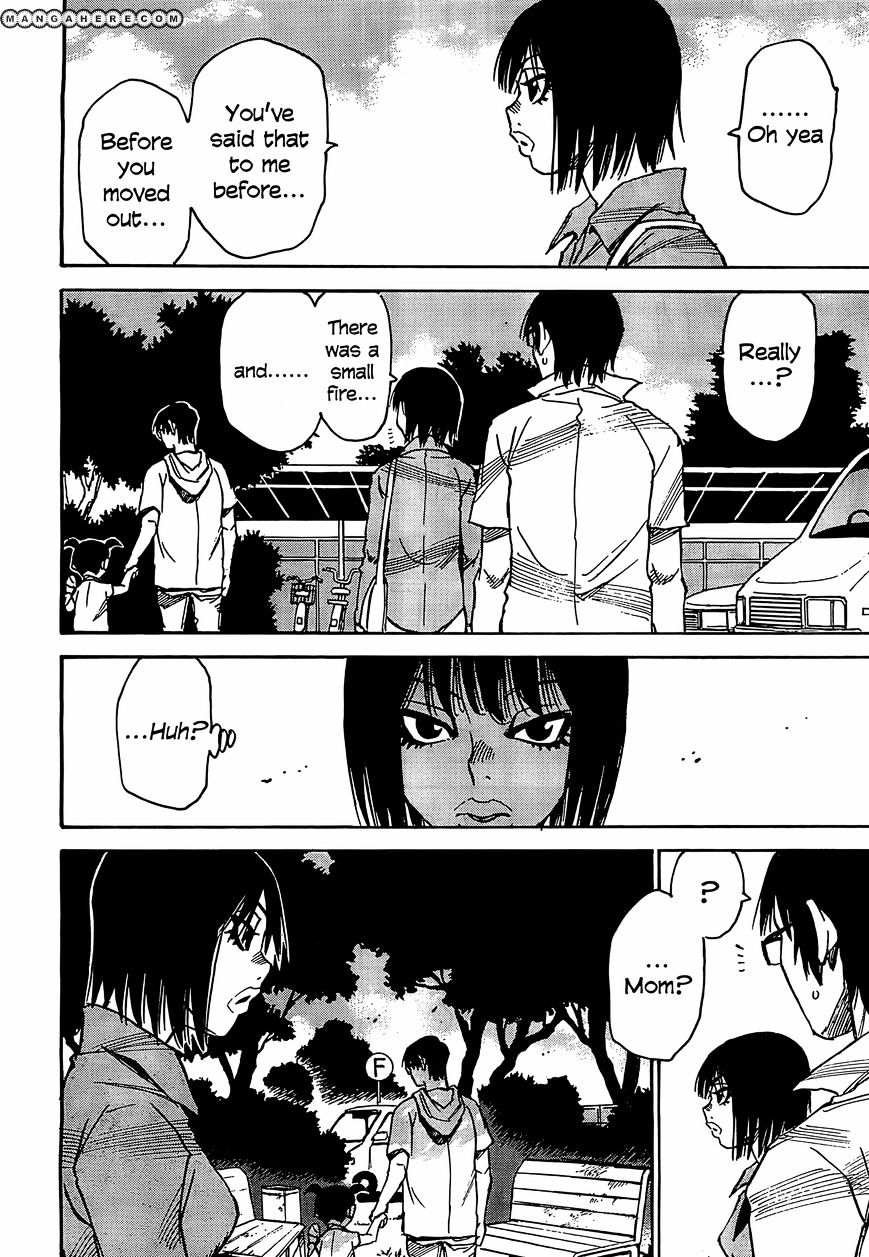 MANGAHERE.COM
......
Oh yea
You've
said that
to me
before...
Before
you
moved
out...
Really
...?
There
was a
small
fire...
and......
...Huh?
?
...
Mom?
F